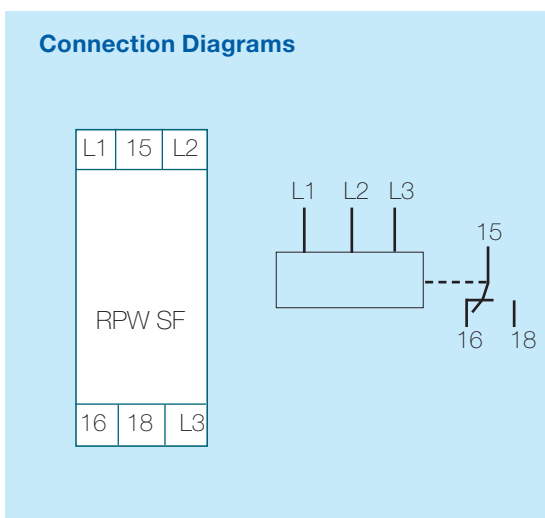 Connection Diagrams
L1 15 L2
RPW SF
16 18 L3
L1 L2 L3
15
16 18